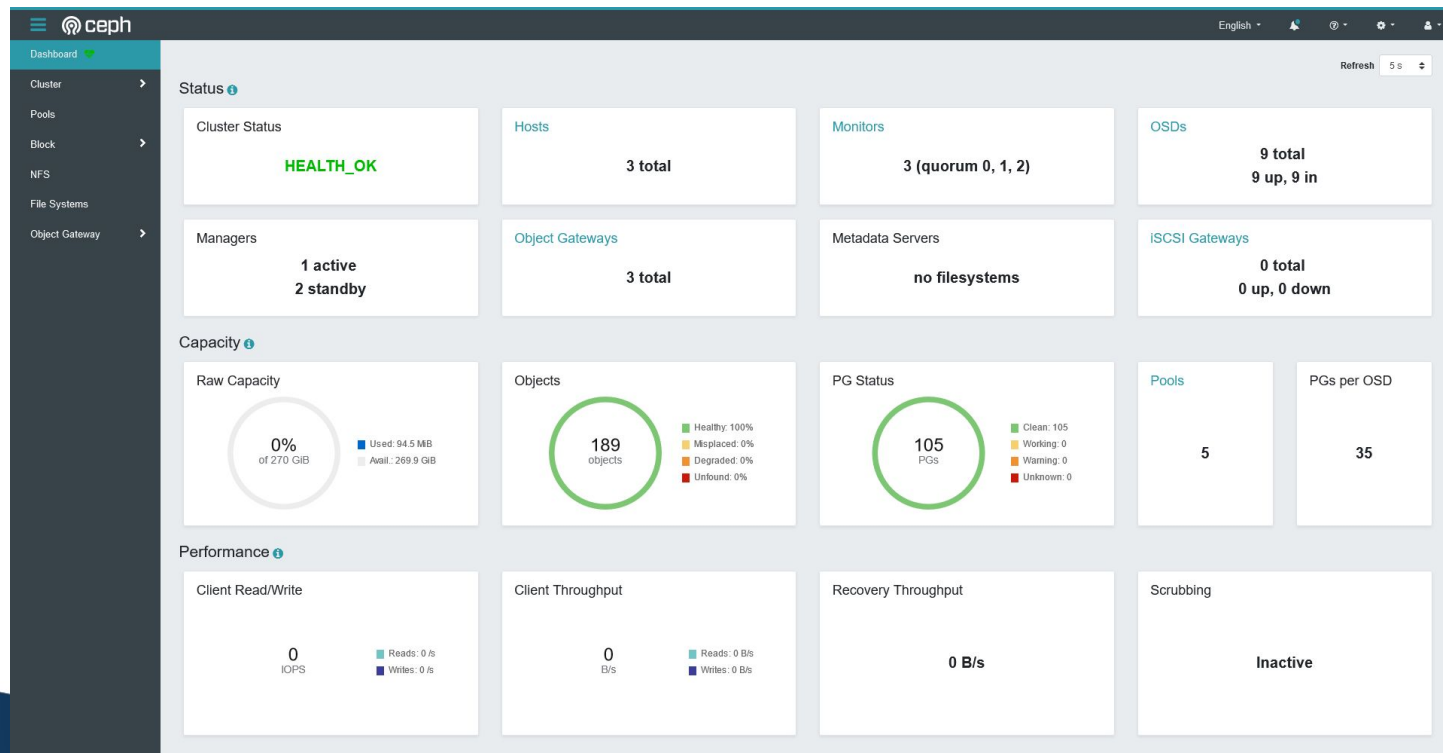 ceph
English
Dashboard
Refresh 5 s
Cluster
Status
Pools
Block
NFS
File Systems
Object Gateway
Cluster Status
HEALTH_OK
Hosts
3 total
Monitors
3 (quorum 0, 1, 2)
OSDs
9 total
9 up, 9 in
Managers
1 active
2 standby
Object Gateways
3 total
Metadata Servers
no filesystems
iSCSI Gateways
0 total
0 up, 0 down
Capacity
Raw Capacity
0%
of 270 GiB
Used: 94.5 MiB
Avail.: 269.9 GiB
Objects
189
objects
Healthy: 100%
Misplaced: 0%
Degraded: 0%
Unfound: 0%
PG Status
105
PGs
Clean: 105
Working: 0
Warning: 0
Unknown: 0
Pools
5
PGs per OSD
35
Performance
Client Read/Write
0
IOPS
Reads: 0 /s
Writes: 0 /s
Client Throughput
0
B/s
Reads: 0 B/s
Writes: 0 B/s
Recovery Throughput
0 B/s
Scrubbing
Inactive